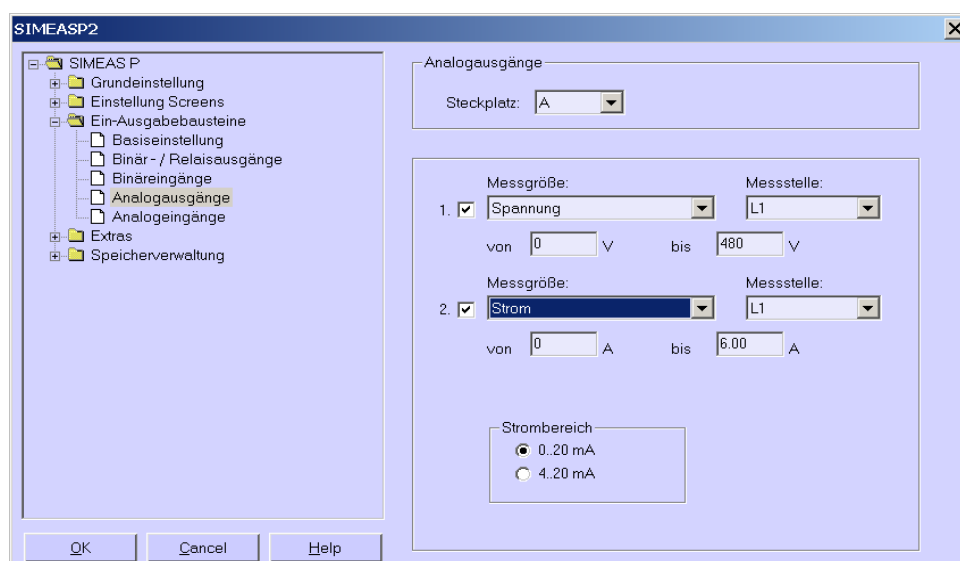 SIMEASP2
SIMEAS P
Grundeinstellung
Einstellung Screens
Ein-Ausgabebausteine
Basiseinstellung
Binär- / Relaisausgänge
Binäreingänge
Analogausgänge
Analogeingänge
Extras
Speicherverwaltung
OK Cancel Help
Analogausgänge
Steckplatz: A
Messgröße: Messstelle:
1. Spannung L1
von 0 V bis 480 V
Messgröße: Messstelle:
2. Strom L1
von 0 A bis 6.00 A
Strombereich
0..20 mA
4..20 mA